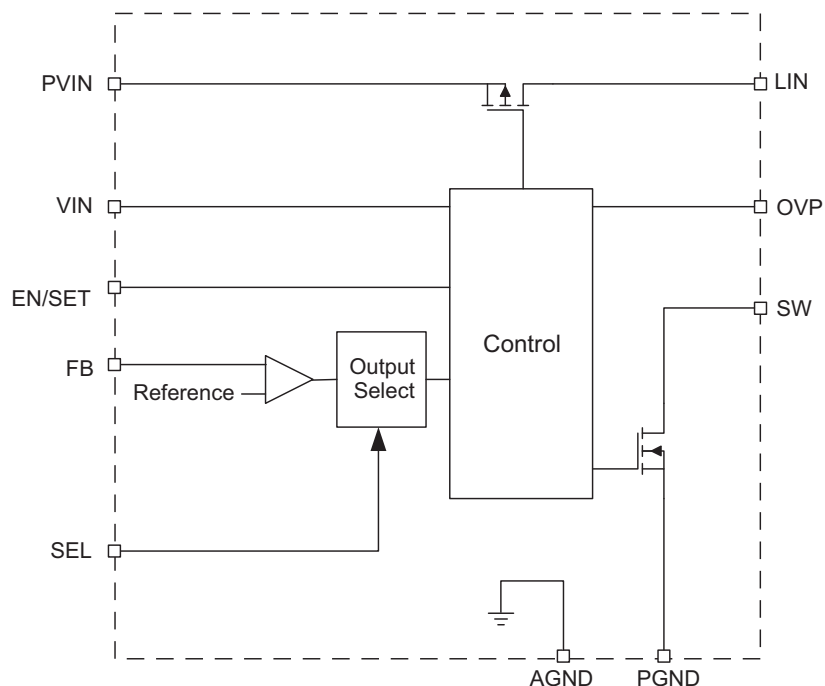 PVIN
LIN
VIN
OVP
EN/SET
SW
FB
Reference
Output
Select
Control
SEL
AGND
PGND